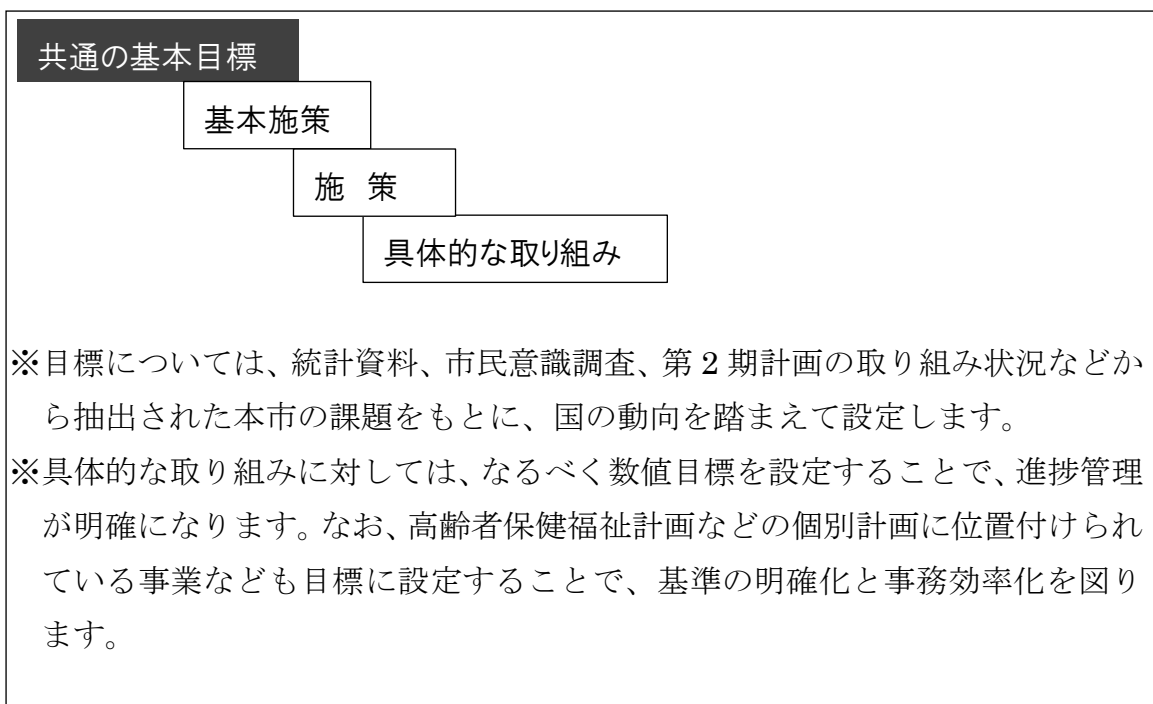 共通の基本目標
基本施策
施 策
具体的な取り組み
※目標については、統計資料、市民意識調査、第２期計画の取り組み状況などか
ら抽出された本市の課題をもとに、国の動向を踏まえて設定します。
※具体的な取り組みに対しては、なるべく数値目標を設定することで、進捗管理
が明確になります。なお、高齢者保健福祉計画などの個別計画に位置付けられ
ている事業なども目標に設定することで、基準の明確化と事務効率化を図り
ます。